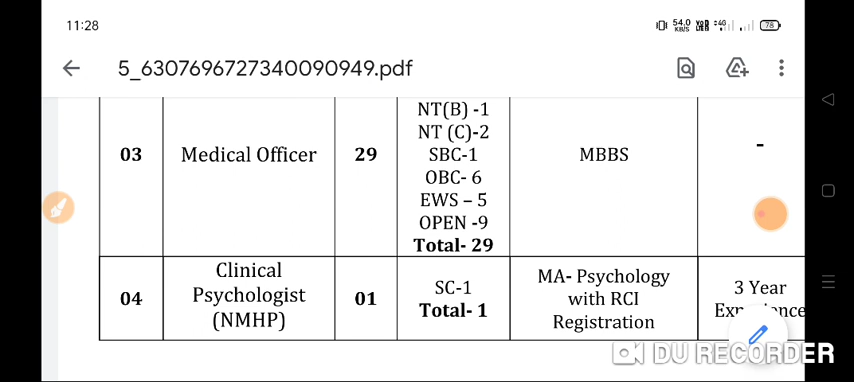 11:28
54.0 KB/S 4G 78
5_6307696727340090949.pdf
NT(B) -1
NT (C)-2
03 Medical Officer 29 SBC-1 MBBS -
OBC- 6
EWS – 5
OPEN -9
Total- 29
04 Clinical Psychologist (NMHP) 01 SC-1 Total- 1 MA- Psychology with RCI Registration 3 Year
DU RECORDER